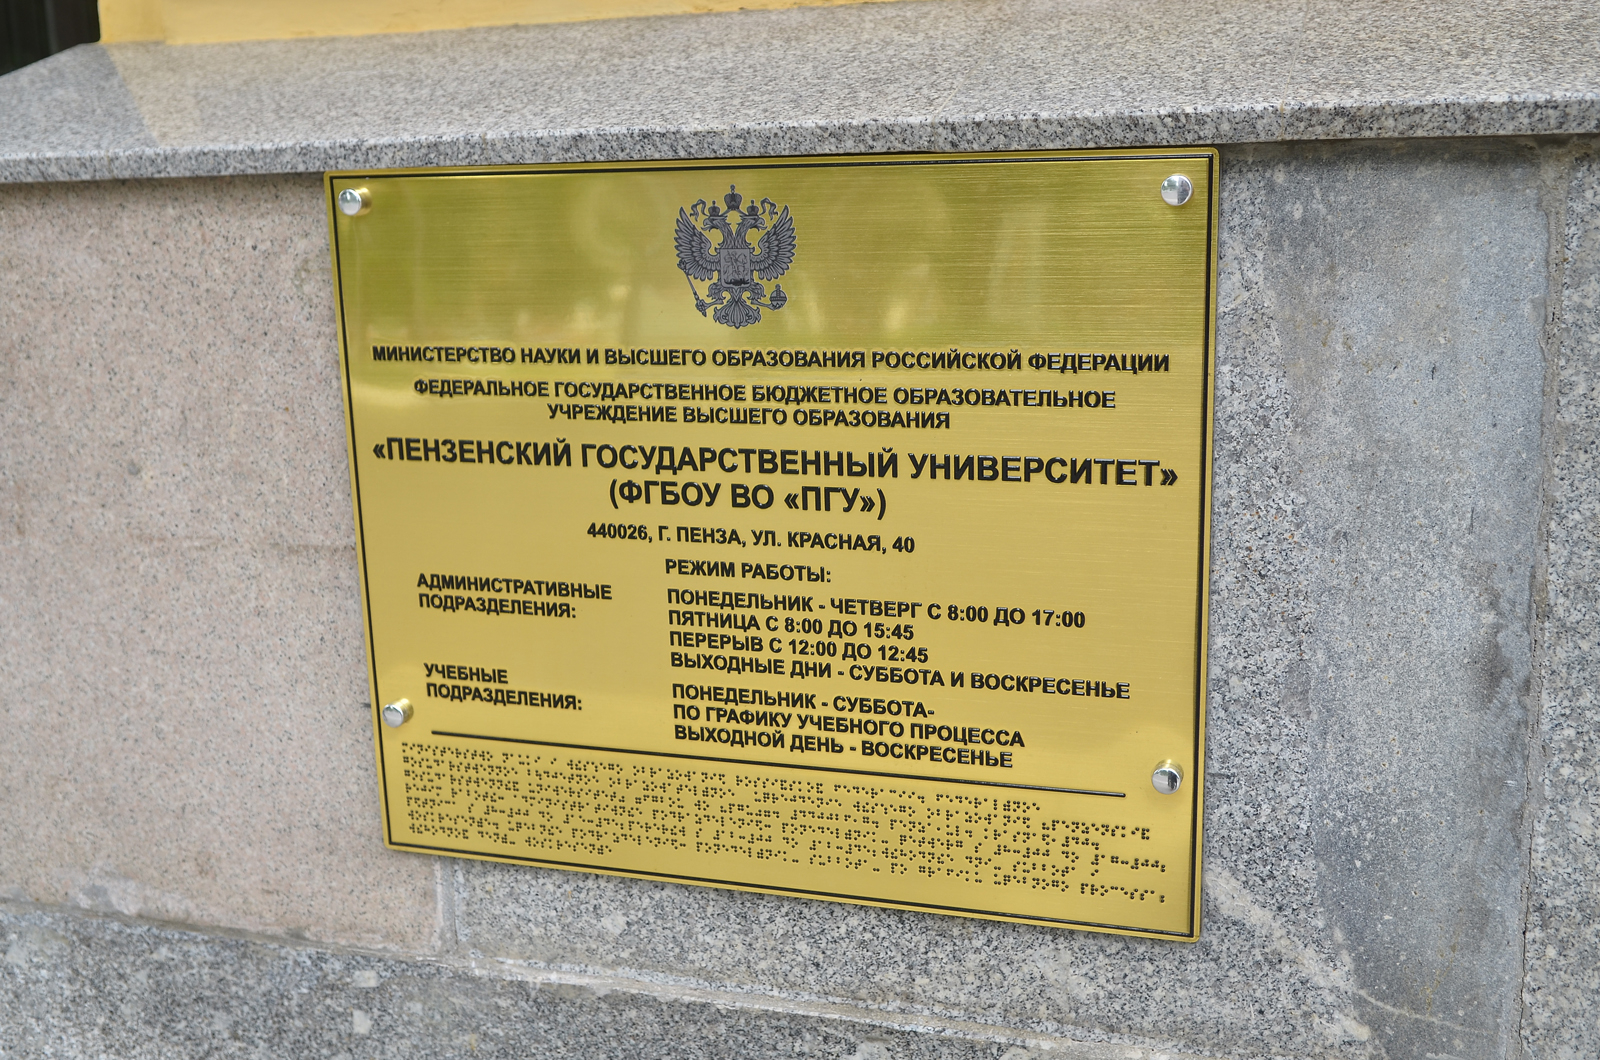 МИНИСТЕРСТВО НАУКИ И ВЫСШЕГО ОБРАЗОВАНИЯ РОССИЙСКОЙ ФЕДЕРАЦИИ
ФЕДЕРАЛЬНОЕ ГОСУДАРСТВЕННОЕ БЮДЖЕТНОЕ ОБРАЗОВАТЕЛЬНОЕ
УЧРЕЖДЕНИЕ ВЫСШЕГО ОБРАЗОВАНИЯ
«ПЕНЗЕНСКИЙ ГОСУДАРСТВЕННЫЙ УНИВЕРСИТЕТ»
(ФГБОУ ВО «ПГУ»)
440026, Г. ПЕНЗА, УЛ. КРАСНАЯ, 40
РЕЖИМ РАБОТЫ:
АДМИНИСТРАТИВНЫЕ
ПОДРАЗДЕЛЕНИЯ:
ПОНЕДЕЛЬНИК - ЧЕТВЕРГ С 8:00 ДО 17:00
ПЯТНИЦА С 8:00 ДО 15:45
ПЕРЕРЫВ С 12:00 ДО 12:45
ВЫХОДНЫЕ ДНИ - СУББОТА И ВОСКРЕСЕНЬЕ
УЧЕБНЫЕ
ПОДРАЗДЕЛЕНИЯ:
ПОНЕДЕЛЬНИК - СУББОТА-
ПО ГРАФИКУ УЧЕБНОГО ПРОЦЕССА
ВЫХОДНОЙ ДЕНЬ - ВОСКРЕСЕНЬЕ